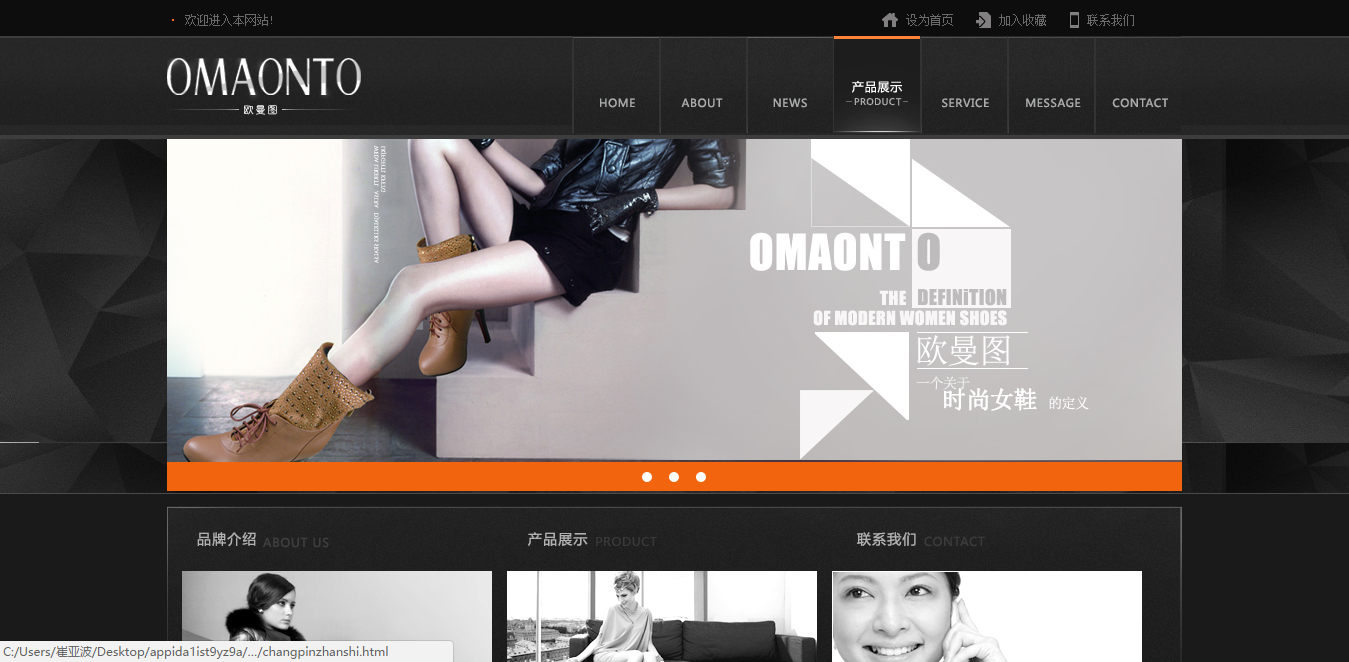 · 欢迎进入本网站!
设为首页 加入收藏 联系我们
OMAONTO
欧曼图
HOME ABOUT NEWS 产品展示 SERVICE MESSAGE CONTACT
PRODUCT
OMAONTO
THE DEFINITION
OF MODERN WOMEN SHOES
欧曼图
一个关于
时尚女鞋 的定义
品牌介绍 ABOUT US 产品展示 PRODUCT 联系我们 CONTACT
C:/Users/崔亚波/Desktop/appida1ist9yz9a/.../changpinzhanshi.html